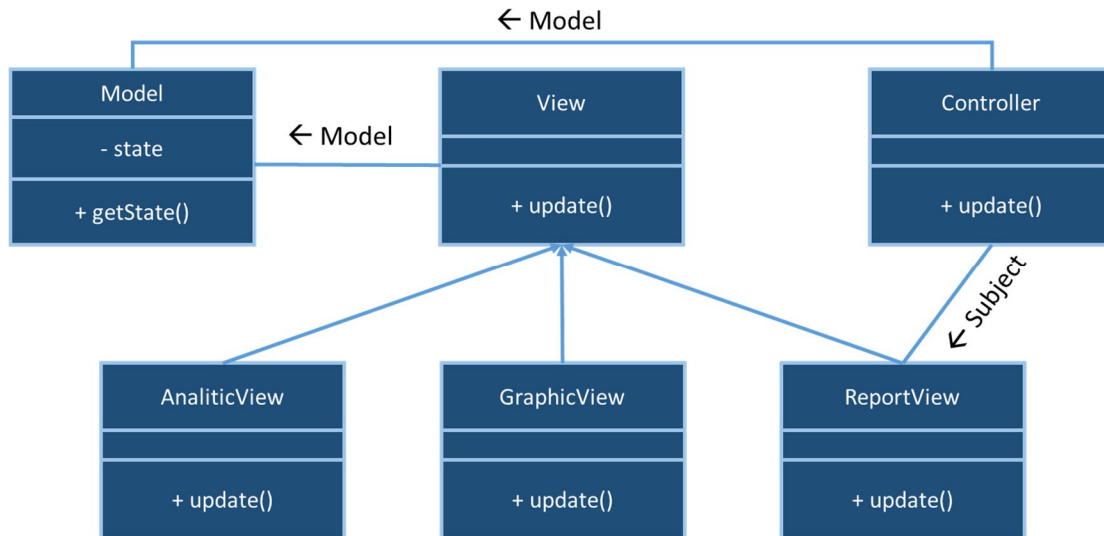 ← Model
Model
- state
+ getState()
← Model
View
+ update()
Controller
+ update()
← Subject
AnaliticView
+ update()
GraphicView
+ update()
ReportView
+ update()